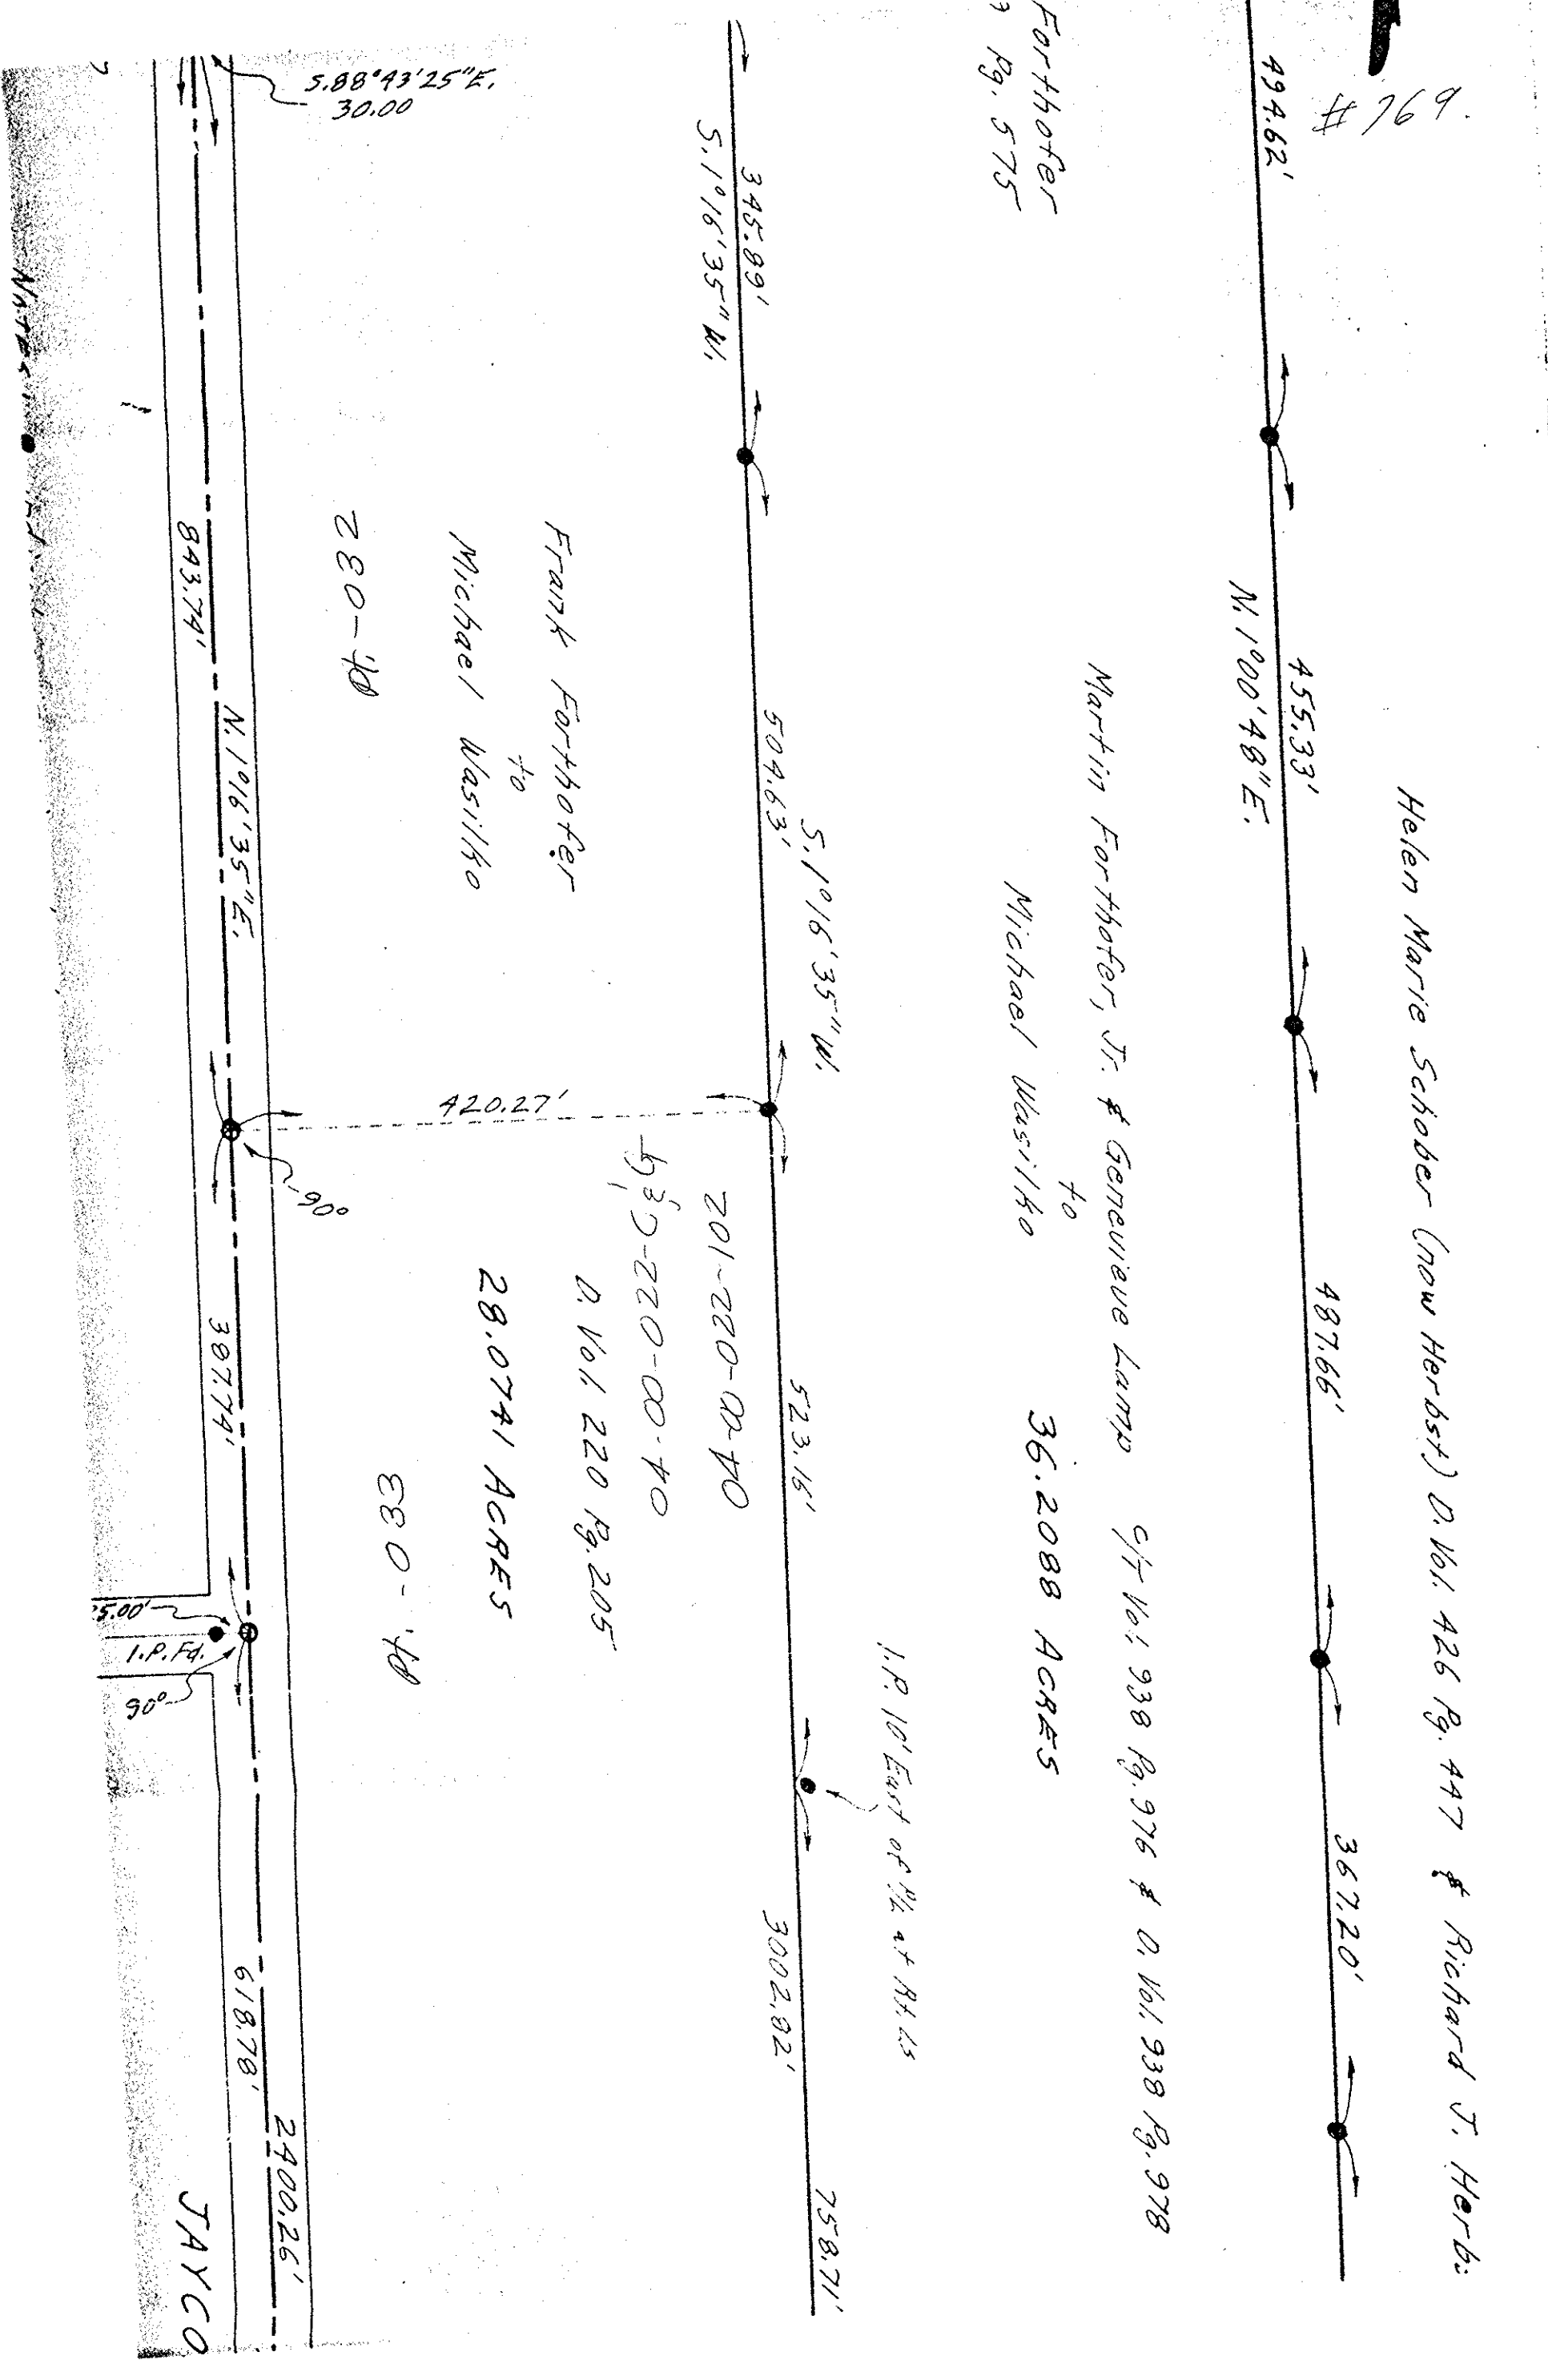 #769.
Helen Marie Schober (now Herbst) D. Vol. 426 Pg. 447 & Richard J. Herb
494.62'
455.33'
487.66'
367.20'
N. 1°00'48" E.
Forthofer
Pg. 575
Martin Forthofer, Jr. & Genevieve Lamp C/T Vol. 938 Pg. 976 & D. Vol. 938 Pg. 978
to
Michael Wasilko
36.2088 ACRES
I.P. 10' East of at Rt. Ls
345.89'
S. 1°16'35" W.
504.63'
S. 1°16'35" W.
523.16'
3002.82'
758.71'
201-220-00-40
220-00-40
Frank Forthofer
to
Michael Wasilko
D. Vol. 220 Pg. 205
28.0741 ACRES
420.27'
033
S. 88°43'25" E.
30.00
N. 1°16'35" E.
90°
843.74'
387.74'
5.00'
I.P. Fd.
90°
618.78'
2400.26'
JAYCO